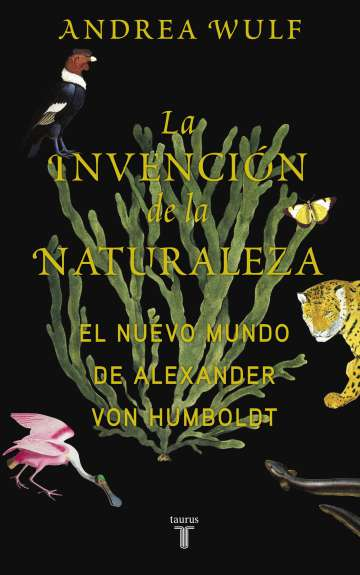 ANDREA WULF
La
INVENCIÓN
de la
NATURALEZA
EL NUEVO MUNDO
DE ALEXANDER
VON HUMBOLDT
taurus
T